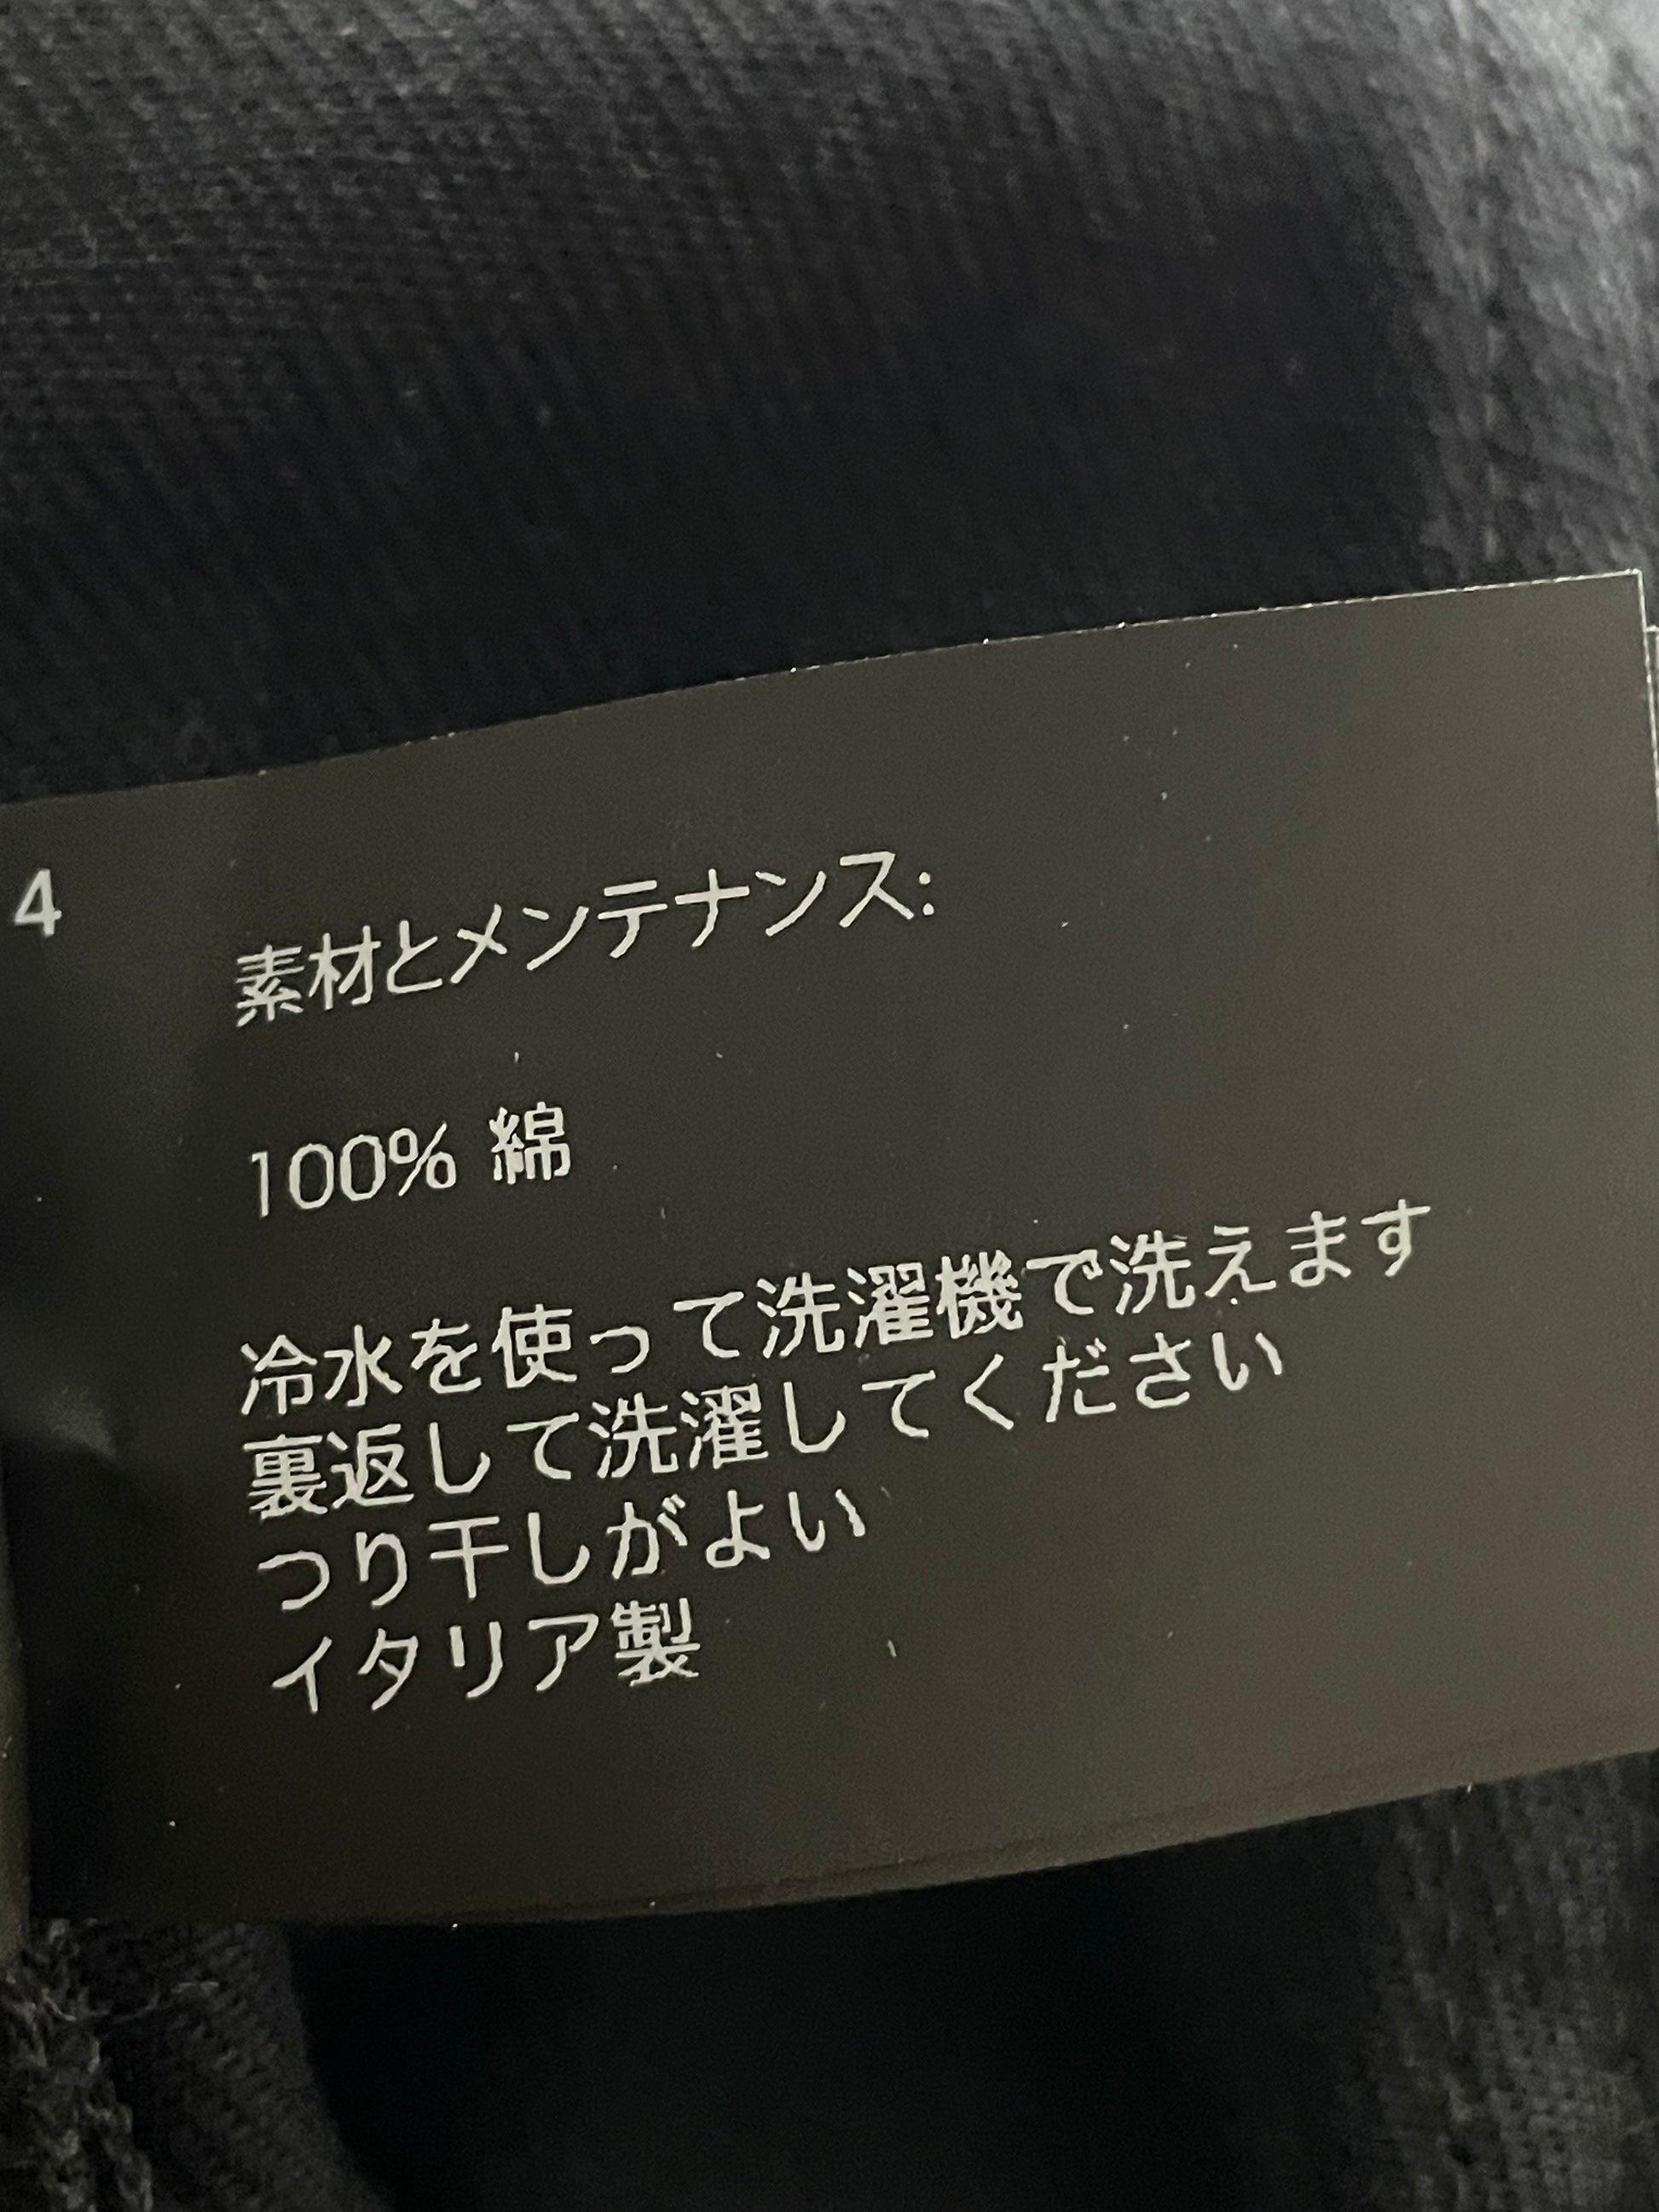 4
素材とメンテナンス:
100% 綿
冷水を使って洗濯機で洗えます
裏返して洗濯してください
つり干しがよい
イタリア製